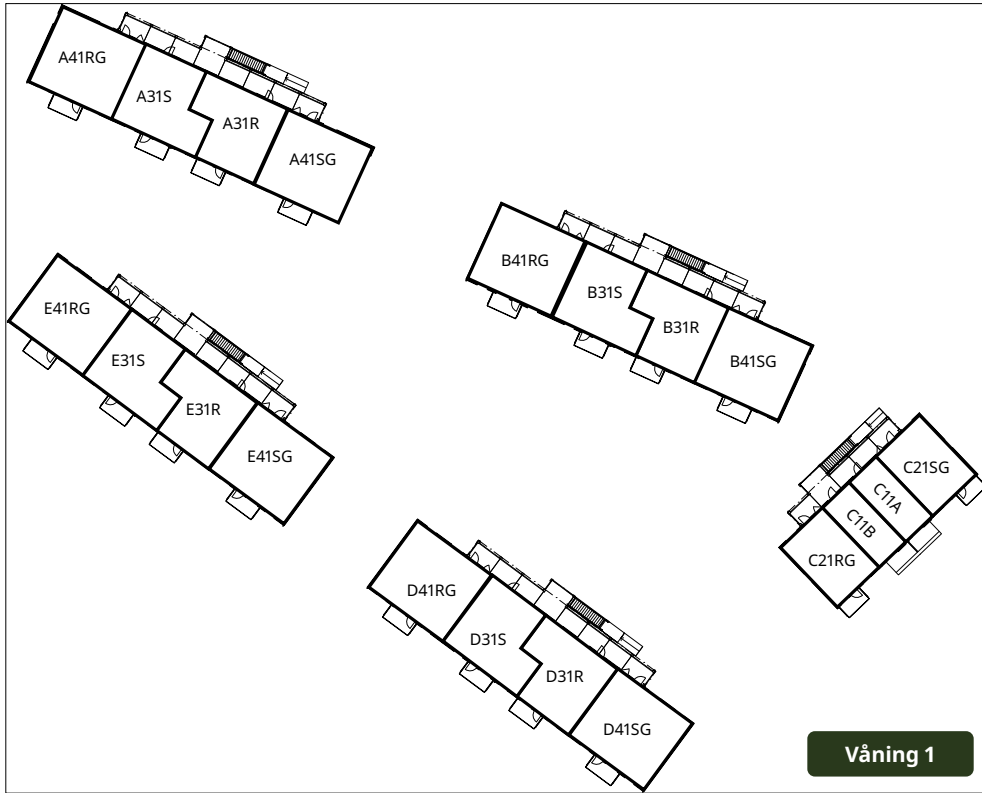 A41RG
A31S
A31R
A41SG
B41RG
B31S
B31R
B41SG
E41RG
E31S
E31R
E41SG
C21SG
C11A
C11B
C21RG
D41RG
D31S
D31R
D41SG
Våning 1